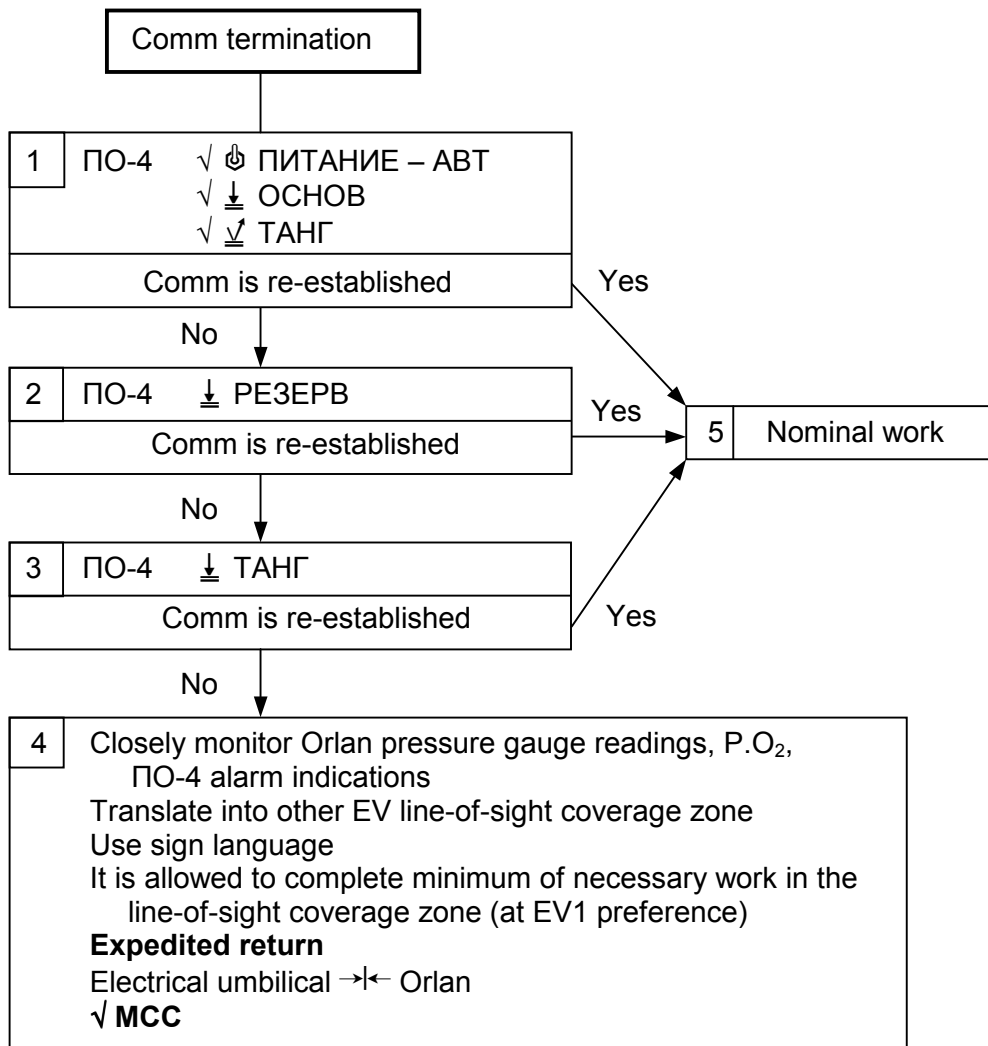 Comm termination
1 ПО-4 √ ПИТАНИЕ – АВТ
√ ОСНОВ
√ ТАНГ
Comm is re-established
Yes
No
2 ПО-4 РЕЗЕРВ
Comm is re-established
Yes
5 Nominal work
No
3 ПО-4 ТАНГ
Comm is re-established
Yes
No
4 Closely monitor Orlan pressure gauge readings, P.O₂,
ПО-4 alarm indications
Translate into other EV line-of-sight coverage zone
Use sign language
It is allowed to complete minimum of necessary work in the
line-of-sight coverage zone (at EV1 preference)
Expedited return
Electrical umbilical →|← Orlan
√ MCC